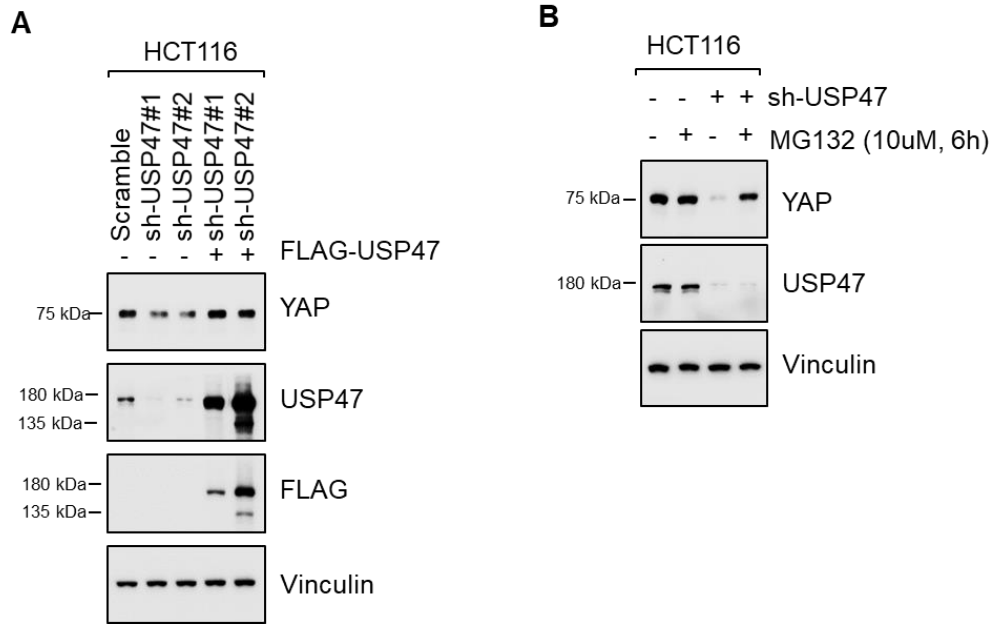 A
HCT116
Scramble
sh-USP47#1
sh-USP47#2
sh-USP47#1
sh-USP47#2
- - - + + FLAG-USP47
75 kDa YAP
180 kDa
135 kDa
USP47
180 kDa
135 kDa
FLAG
Vinculin
B
HCT116
- - + + sh-USP47
- + - + MG132 (10uM, 6h)
75 kDa YAP
180 kDa USP47
Vinculin